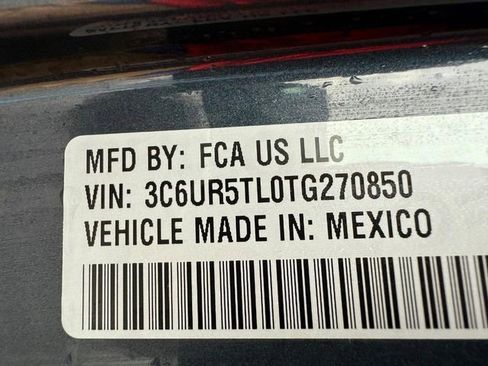 MFD BY: FCA US LLC
VIN: 3C6UR5TL0TG270850
VEHICLE MADE IN: MEXICO